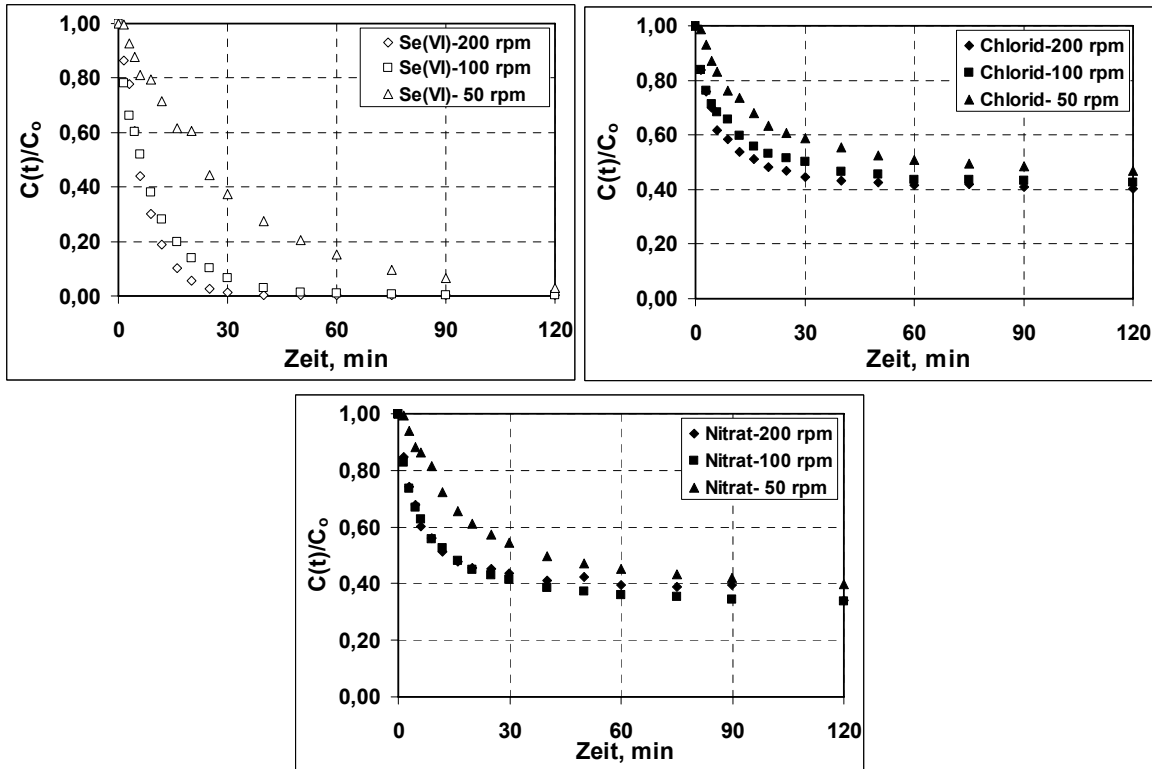 C(t)/Co
1,00
0,80
0,60
0,40
0,20
0,00
Se(VI)-200 rpm
Se(VI)-100 rpm
Se(VI)- 50 rpm
0 30 60 90 120
Zeit, min
C(t)/Co
1,00
0,80
0,60
0,40
0,20
0,00
Chlorid-200 rpm
Chlorid-100 rpm
Chlorid- 50 rpm
0 30 60 90 120
Zeit, min
C(t)/Co
1,00
0,80
0,60
0,40
0,20
0,00
Nitrat-200 rpm
Nitrat-100 rpm
Nitrat- 50 rpm
0 30 60 90 120
Zeit, min